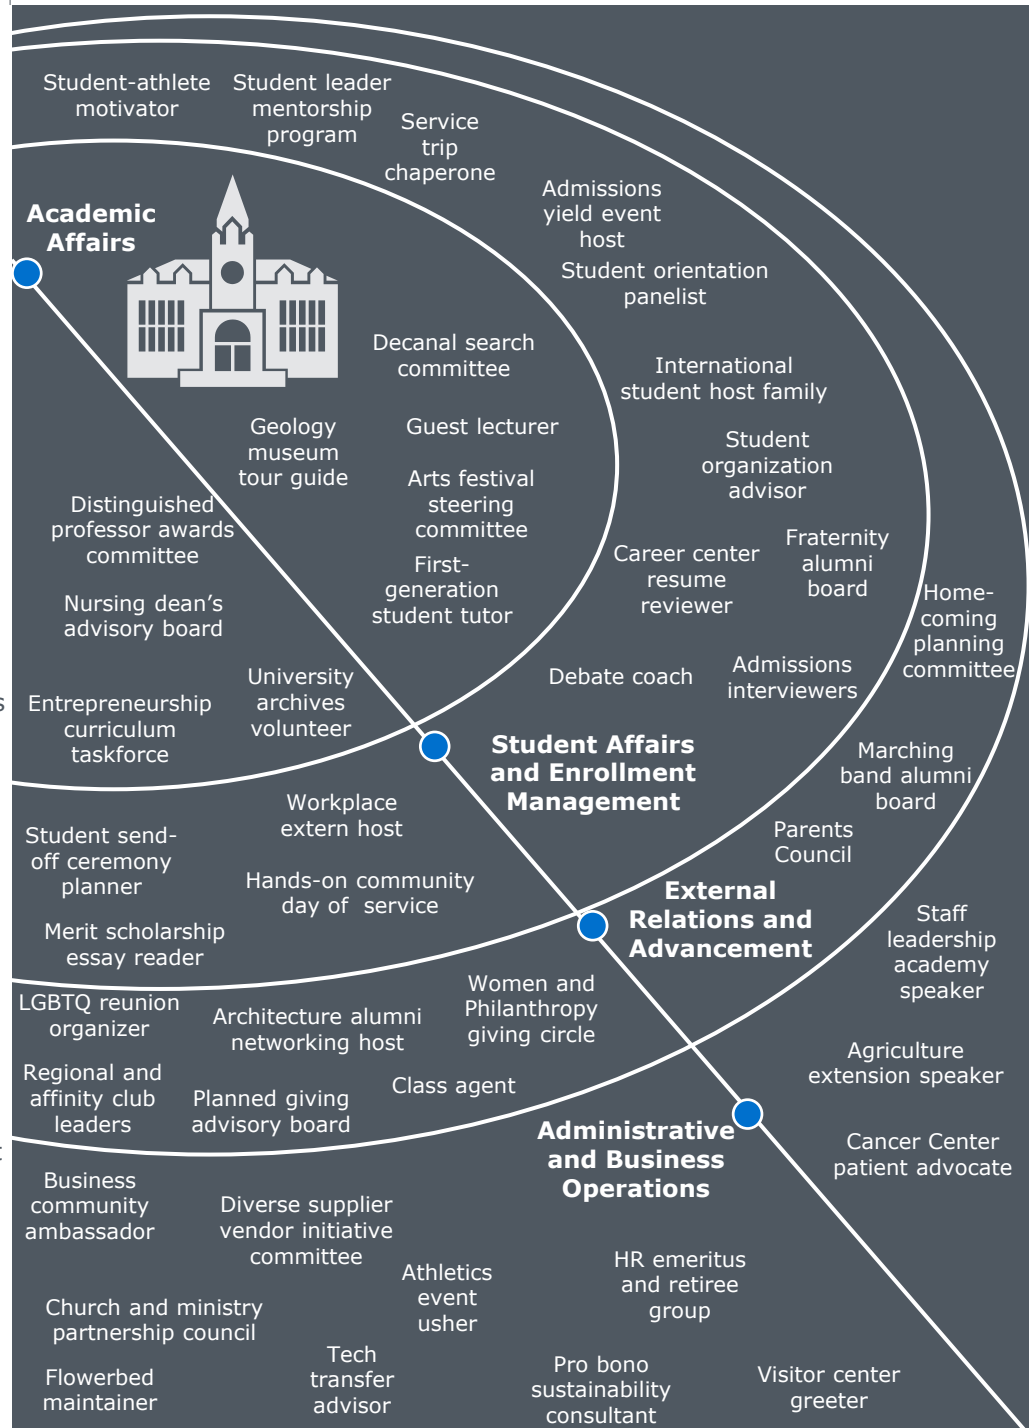 Student-athlete
motivator
Student leader
mentorship
program
Service
trip
chaperone
Admissions
yield event
host
Academic
Affairs
Student orientation
panelist
Decanal search
committee
International
student host family
Geology
museum
tour guide
Guest lecturer
Student
organization
advisor
Arts festival
steering
committee
Distinguished
professor awards
committee
Career center
resume
reviewer
Fraternity
alumni
board
First-
generation
student tutor
Nursing dean's
advisory board
Home-
coming
planning
committee
Debate coach
Admissions
interviewers
University
archives
volunteer
s
Entrepreneurship
curriculum
taskforce
Student Affairs
and Enrollment
Management
Marching
band alumni
board
Workplace
extern host
Parents
Council
Student send-
off ceremony
planner
Hands-on community
day of service
External
Relations and
Advancement
Merit scholarship
essay reader
Staff
leadership
academy
speaker
Women and
Philanthropy
giving circle
LGBTQ reunion
organizer
Architecture alumni
networking host
Agriculture
extension speaker
Regional and
affinity club
leaders
Planned giving
advisory board
Class agent
Administrative
and Business
Operations
Cancer Center
patient advocate
t
Business
community
ambassador
Diverse supplier
vendor initiative
committee
Athletics
event
usher
HR emeritus
and retiree
group
Church and ministry
partnership council
Tech
transfer
advisor
Pro bono
sustainability
consultant
Visitor center
greeter
Flowerbed
maintainer